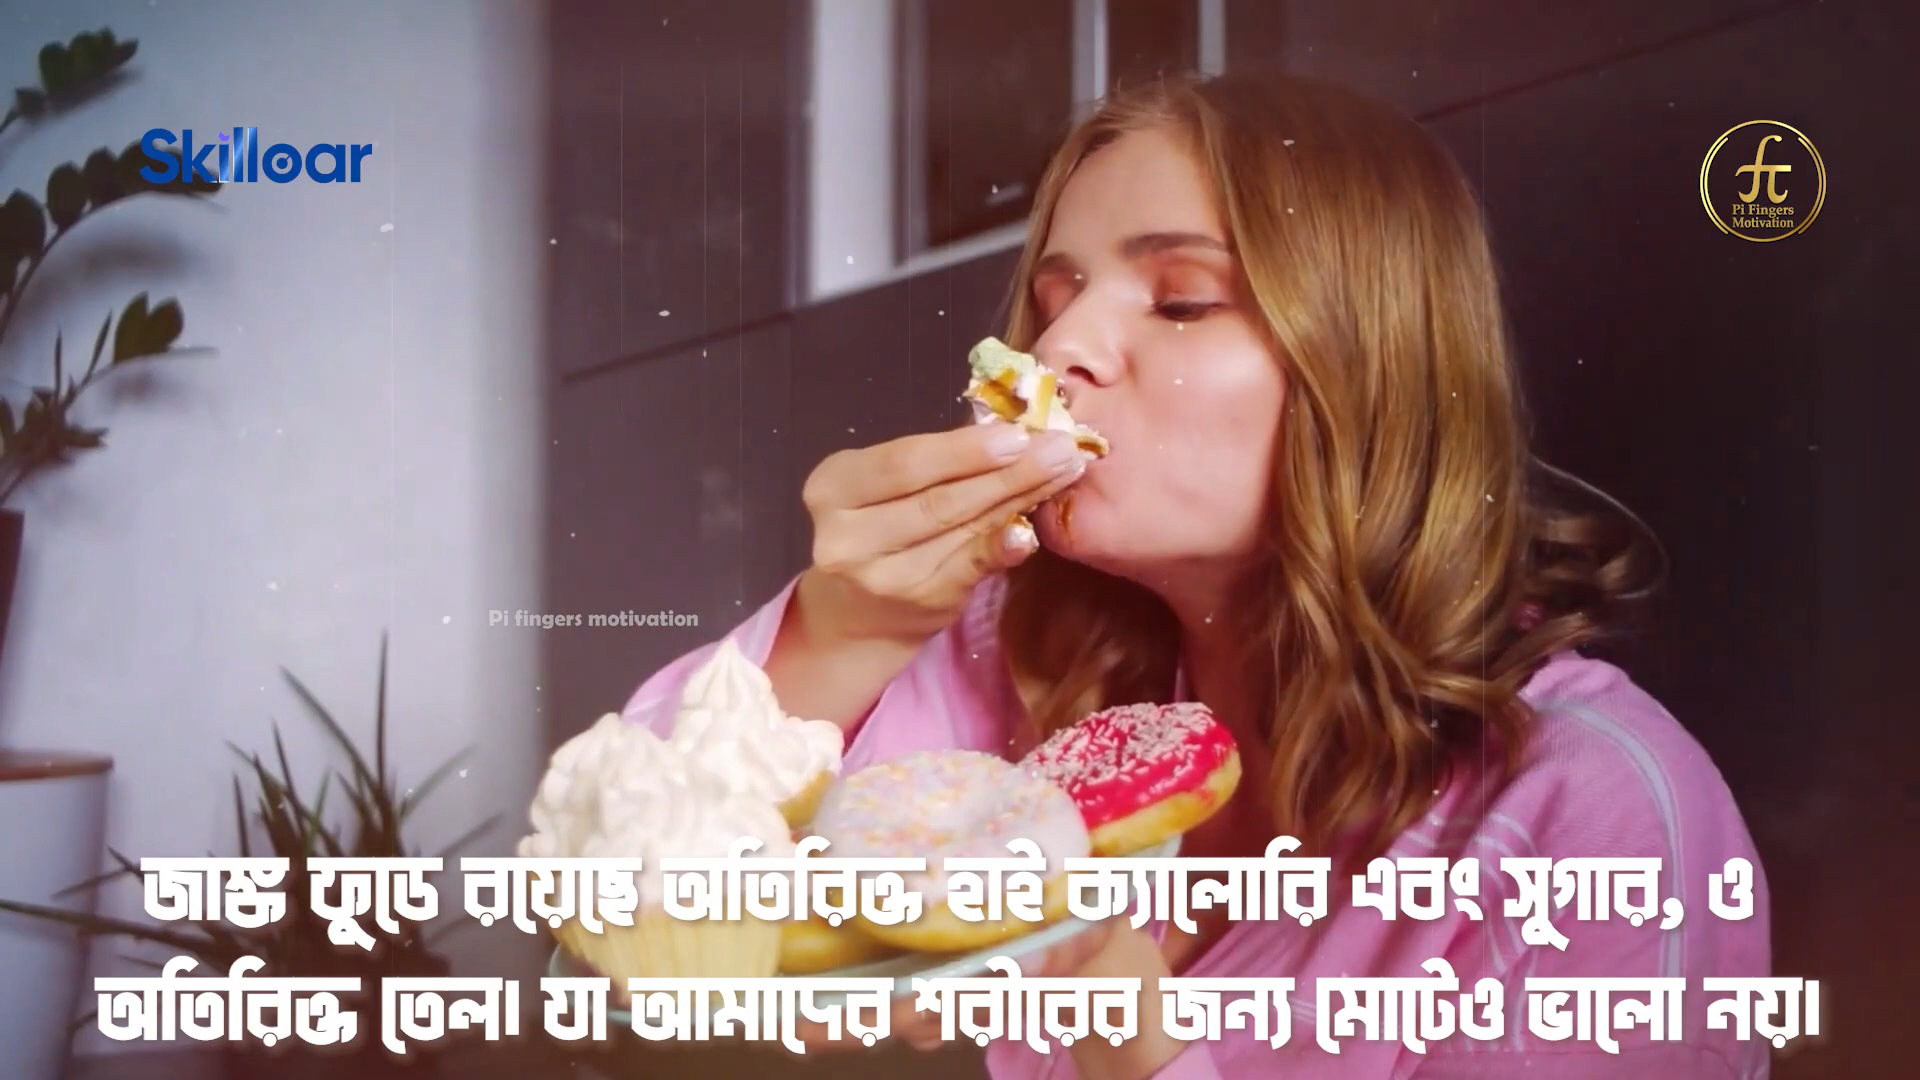 Skilloar
Pi Fingers
Motivation
Pi fingers motivation
জাঙ্ক ফুডে রয়েছে অতিরিক্ত হাই ক্যালোরি এবং সুগার, ও
অতিরিক্ত তেল। যা আমাদের শরীরের জন্য মোটেও ভালো নয়।